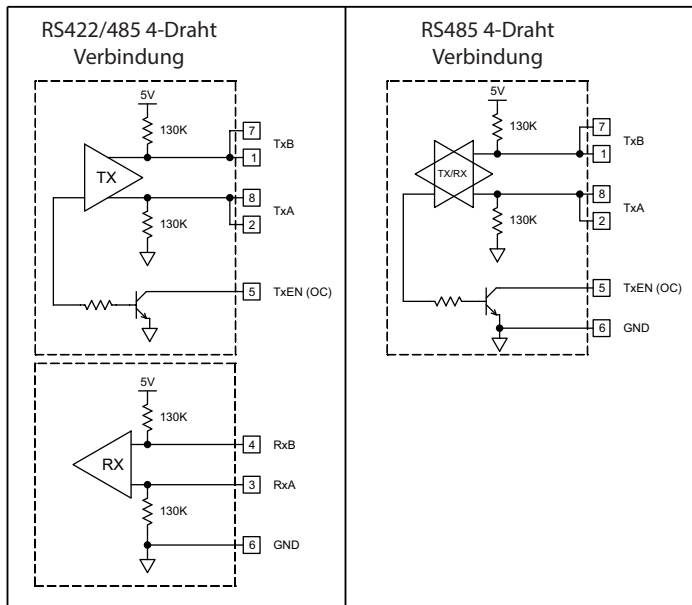 RS422/485 4-Draht
Verbindung
5V
130K
7
TxB
1
TX
8
TxA
130K
2
5
TxEN (OC)
5V
130K
4
RxB
RX
3
RxA
130K
6
GND
RS485 4-Draht
Verbindung
5V
130K
7
TxB
1
TX/RX
8
TxA
130K
2
5
TxEN (OC)
6
GND